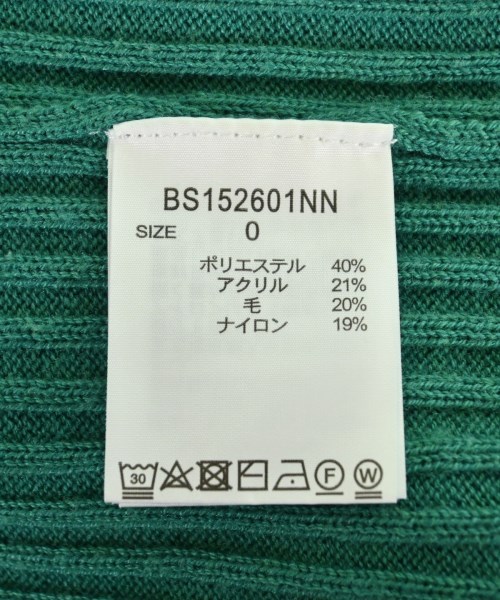 BS152601NN
SIZE 0
ポリエステル 40%
アクリル 21%
毛 20%
ナイロン 19%
30 F W